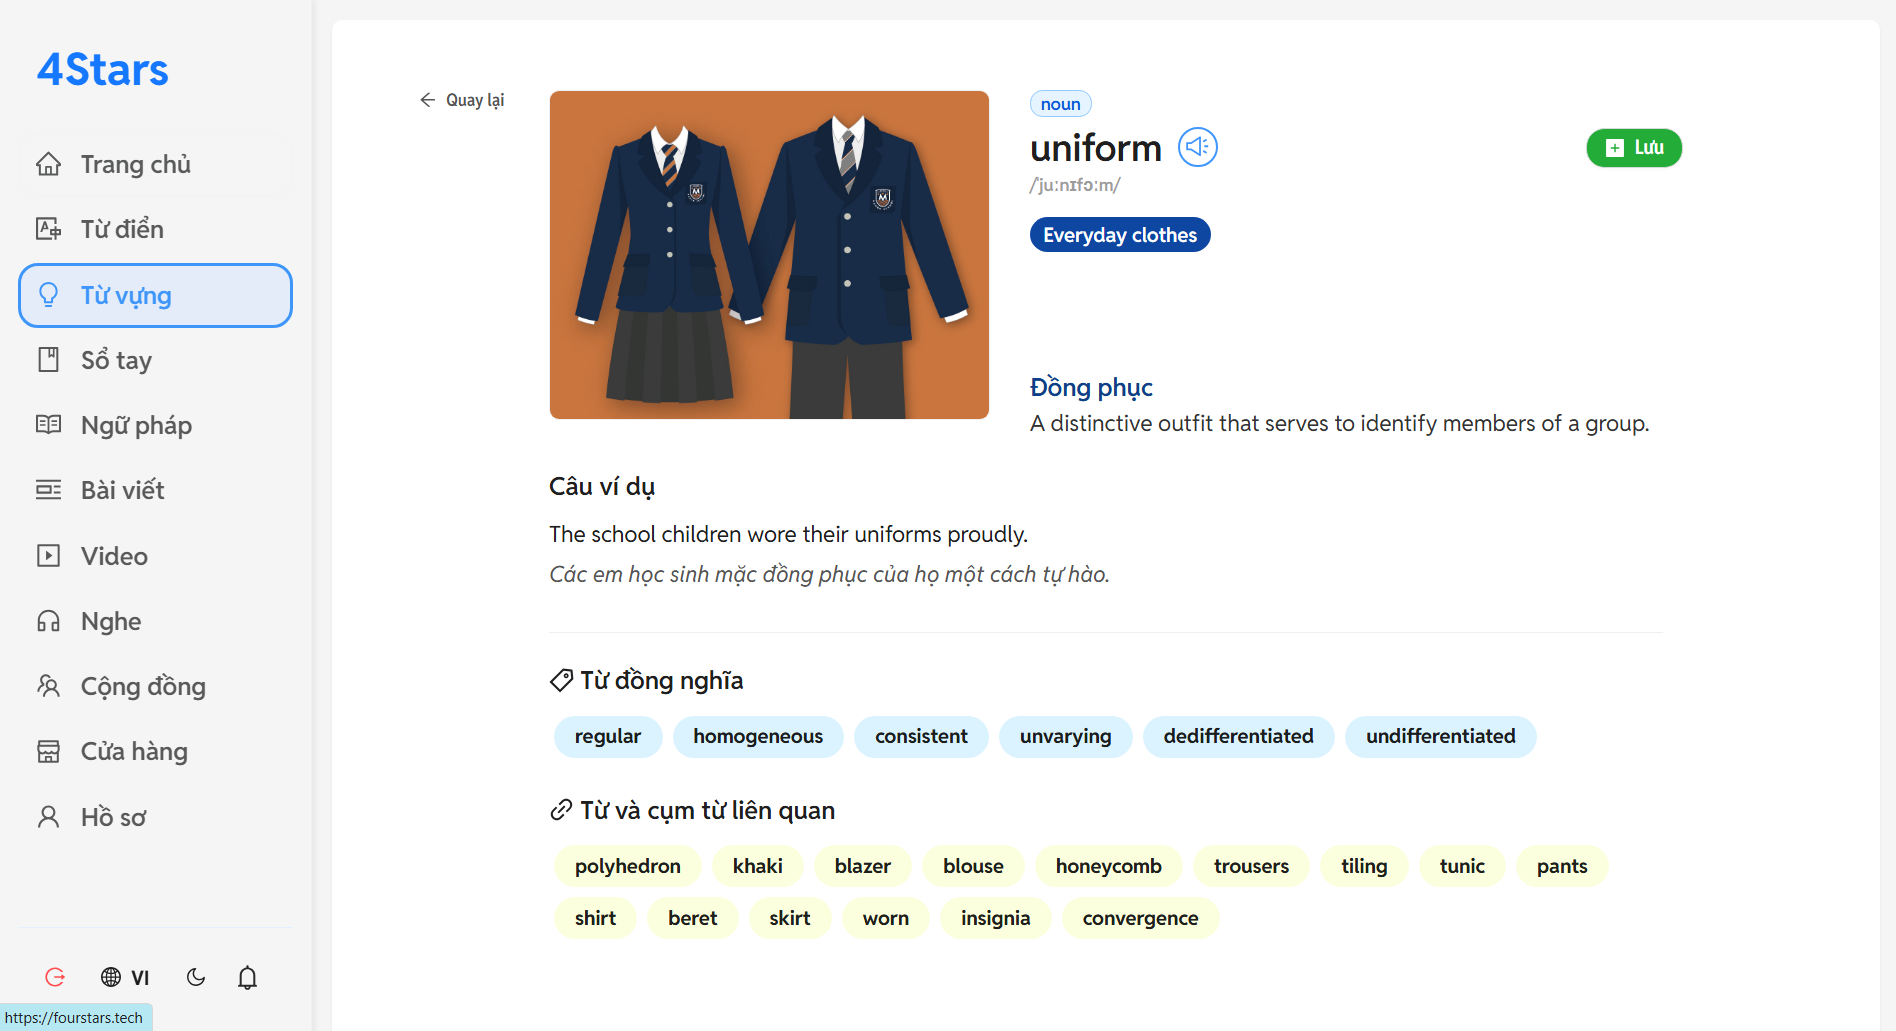 4Stars
Trang chủ
Từ điển
Từ vựng
Sổ tay
Ngữ pháp
Bài viết
Video
Nghe
Cộng đồng
Cửa hàng
Hồ sơ
VI
https://fourstars.tech
Quay lại
noun
uniform
/ˈjuːnɪfɔːm/
Lưu
Everyday clothes
Đồng phục
A distinctive outfit that serves to identify members of a group.
Câu ví dụ
The school children wore their uniforms proudly.
Các em học sinh mặc đồng phục của họ một cách tự hào.
Từ đồng nghĩa
regular homogeneous consistent unvarying dedifferentiated undifferentiated
Từ và cụm từ liên quan
polyhedron khaki blazer blouse honeycomb trousers tiling tunic pants
shirt beret skirt worn insignia convergence